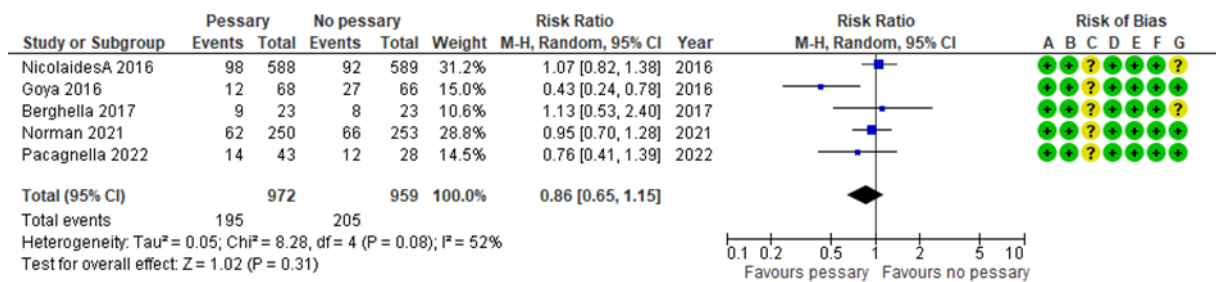 Pessary No pessary Risk Ratio Risk Ratio Risk of Bias
Study or Subgroup Events Total Events Total Weight M-H, Random, 95% CI Year M-H, Random, 95% CI A B C D E F G
NicolaidesA 2016 98 588 92 589 31.2% 1.07 [0.82, 1.38] 2016 + + ? + + + ?
Goya 2016 12 68 27 66 15.0% 0.43 [0.24, 0.78] 2016 + + ? + + + +
Berghella 2017 9 23 8 23 10.6% 1.13 [0.53, 2.40] 2017 + + ? + + + ?
Norman 2021 62 250 66 253 28.8% 0.95 [0.70, 1.28] 2021 + + ? + + + +
Pacagnella 2022 14 43 12 28 14.5% 0.76 [0.41, 1.39] 2022 + + ? + + + +
Total (95% CI) 972 959 100.0% 0.86 [0.65, 1.15]
Total events 195 205
Heterogeneity: Tau² = 0.05; Chi² = 8.28, df = 4 (P = 0.08); I² = 52%
Test for overall effect: Z = 1.02 (P = 0.31)
0.1 0.2 0.5 1 2 5 10
Favours pessary Favours no pessary